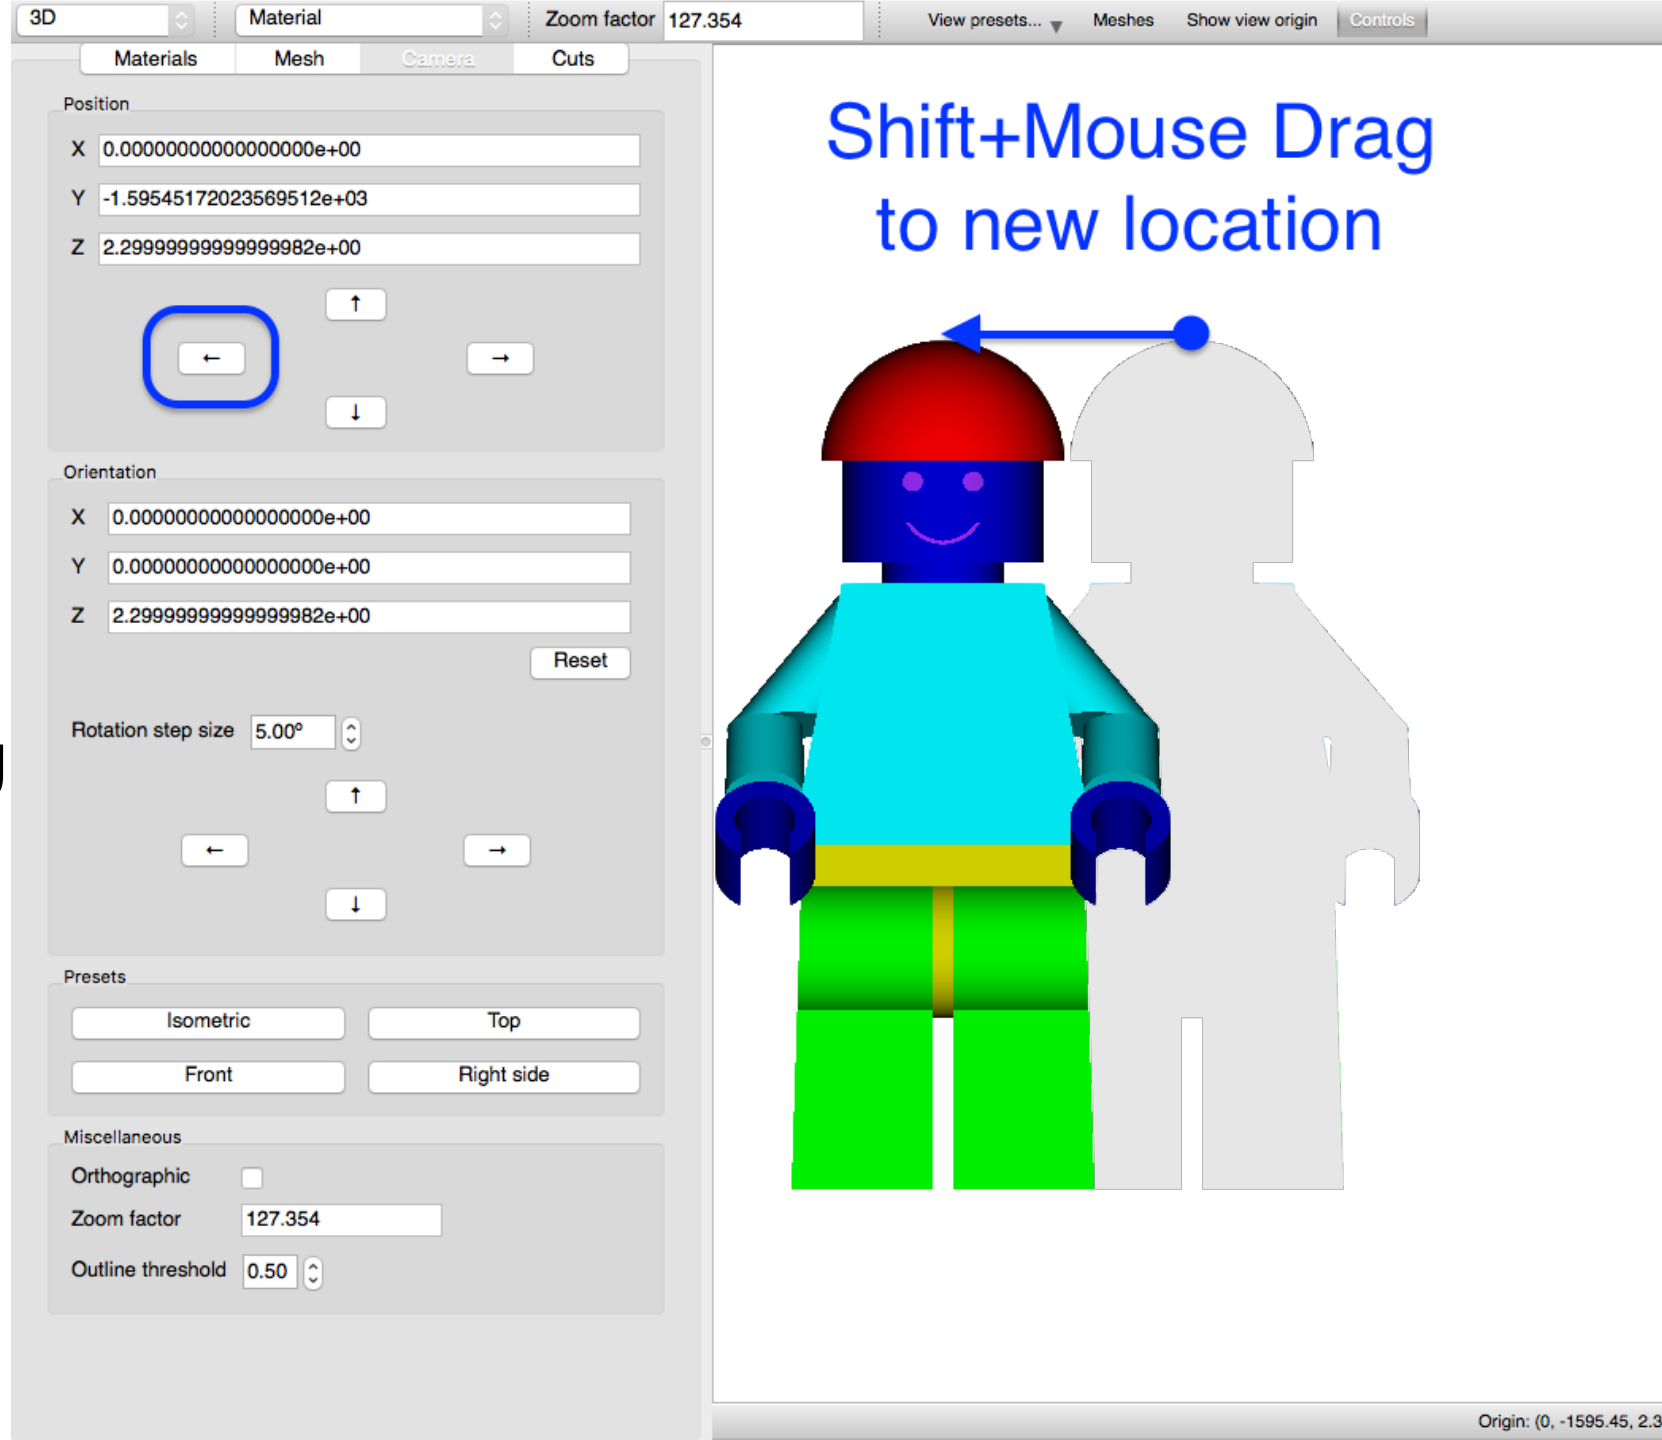 3D
Material
Zoom factor 127.354
View presets...
Meshes
Show view origin
Controls
Materials
Mesh
Camera
Cuts
Position
X 0.00000000000000000e+00
Y -1.59545172023569512e+03
Z 2.29999999999999982e+00
↑
←
→
↓
Orientation
X 0.00000000000000000e+00
Y 0.00000000000000000e+00
Z 2.29999999999999982e+00
Reset
Rotation step size 5.00º
↑
←
→
↓
Presets
Isometric
Top
Front
Right side
Miscellaneous
Orthographic
Zoom factor 127.354
Outline threshold 0.50
Shift+Mouse Drag
to new location
Origin: (0, -1595.45, 2.3